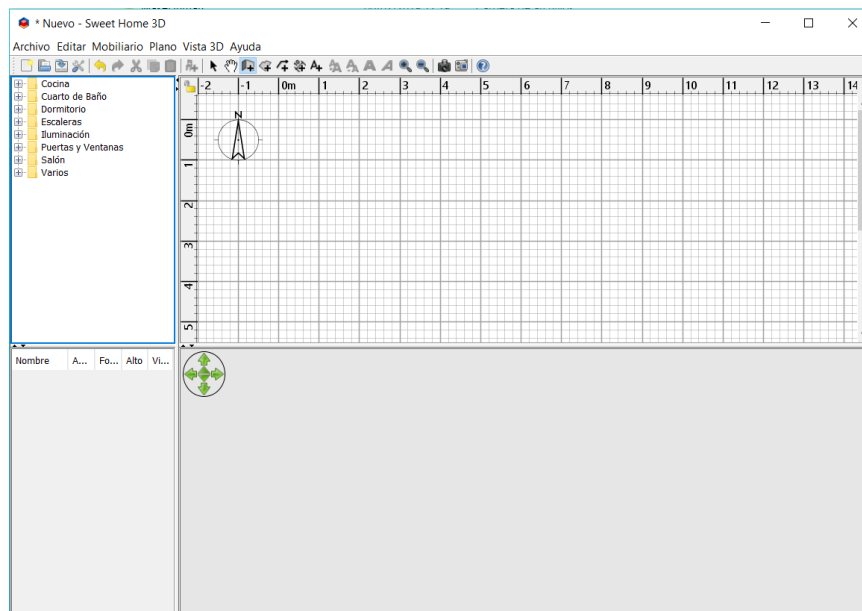 * Nuevo - Sweet Home 3D
Archivo Editar Mobiliario Plano Vista 3D Ayuda
Cocina
Cuarto de Baño
Dormitorio
Escaleras
Iluminación
Puertas y Ventanas
Salón
Varios
-2 -1 0m 1 2 3 4 5 6 7 8 9 10 11 12 13 14
N
0m
1
2
3
4
5
Nombre A... Fo... Alto Vi...